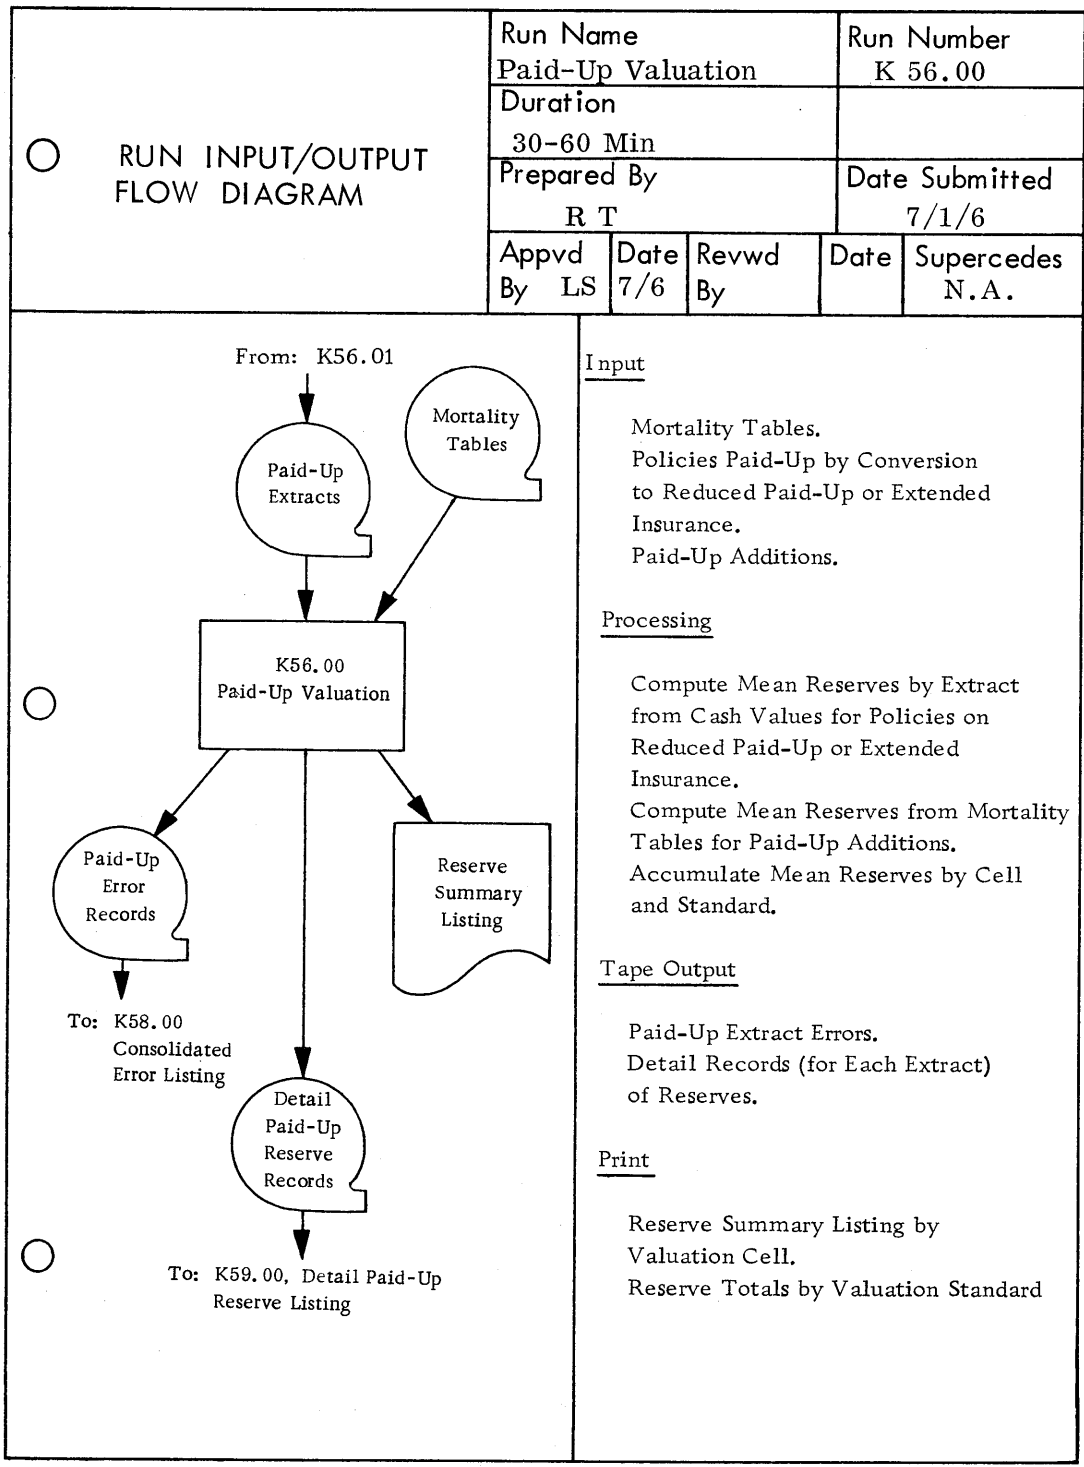 RUN INPUT/OUTPUT
FLOW DIAGRAM
Run Name
Paid-Up Valuation
Run Number
K 56.00
Duration
30-60 Min
Prepared By
R T
Date Submitted
7/1/6
Appvd
By LS
Date
7/6
Revwd
By
Date
Supercedes
N.A.
From: K56.01
Mortality
Tables
Paid-Up
Extracts
K56.00
Paid-Up Valuation
Paid-Up
Error
Records
Reserve
Summary
Listing
To: K58.00
Consolidated
Error Listing
Detail
Paid-Up
Reserve
Records
To: K59.00, Detail Paid-Up
Reserve Listing
Input
Mortality Tables.
Policies Paid-Up by Conversion
to Reduced Paid-Up or Extended
Insurance.
Paid-Up Additions.
Processing
Compute Mean Reserves by Extract
from Cash Values for Policies on
Reduced Paid-Up or Extended
Insurance.
Compute Mean Reserves from Mortality
Tables for Paid-Up Additions.
Accumulate Mean Reserves by Cell
and Standard.
Tape Output
Paid-Up Extract Errors.
Detail Records (for Each Extract)
of Reserves.
Print
Reserve Summary Listing by
Valuation Cell.
Reserve Totals by Valuation Standard